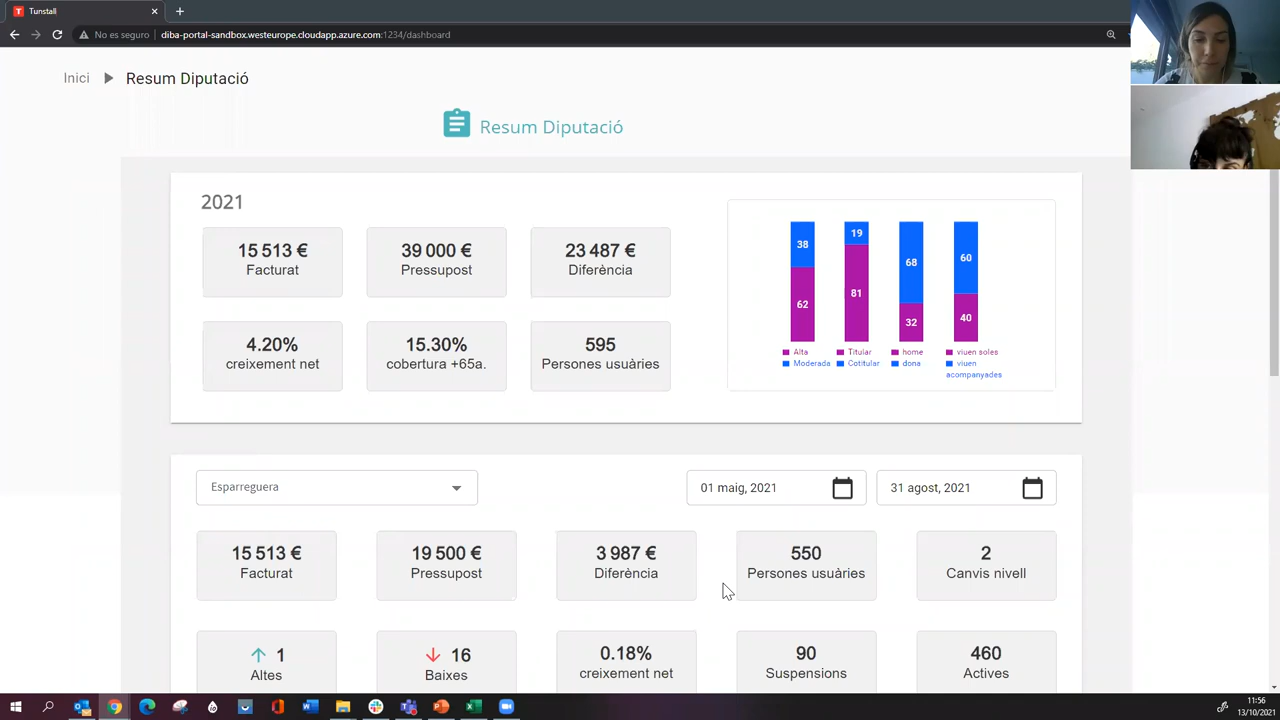 Tunstall
No es seguro
diba-portal-sandbox.westeurope.cloudapp.azure.com:1234/dashboard
Inici
Resum Diputació
Resum Diputació
2021
15 513 €
Facturat
39 000 €
Pressupost
23 487 €
Diferència
4.20%
creixement net
15.30%
cobertura +65a.
595
Persones usuàries
38
19
68
60
62
81
32
40
Alta
Titular
home
viuen soles
Moderada
Cotitular
dona
viuen
acompanyades
Esparreguera
01 maig, 2021
31 agost, 2021
15 513 €
Facturat
19 500 €
Pressupost
3 987 €
Diferència
550
Persones usuàries
2
Canvis nivell
1
Altes
16
Baixes
0.18%
creixement net
90
Suspensions
460
Actives
11:56
13/10/2021